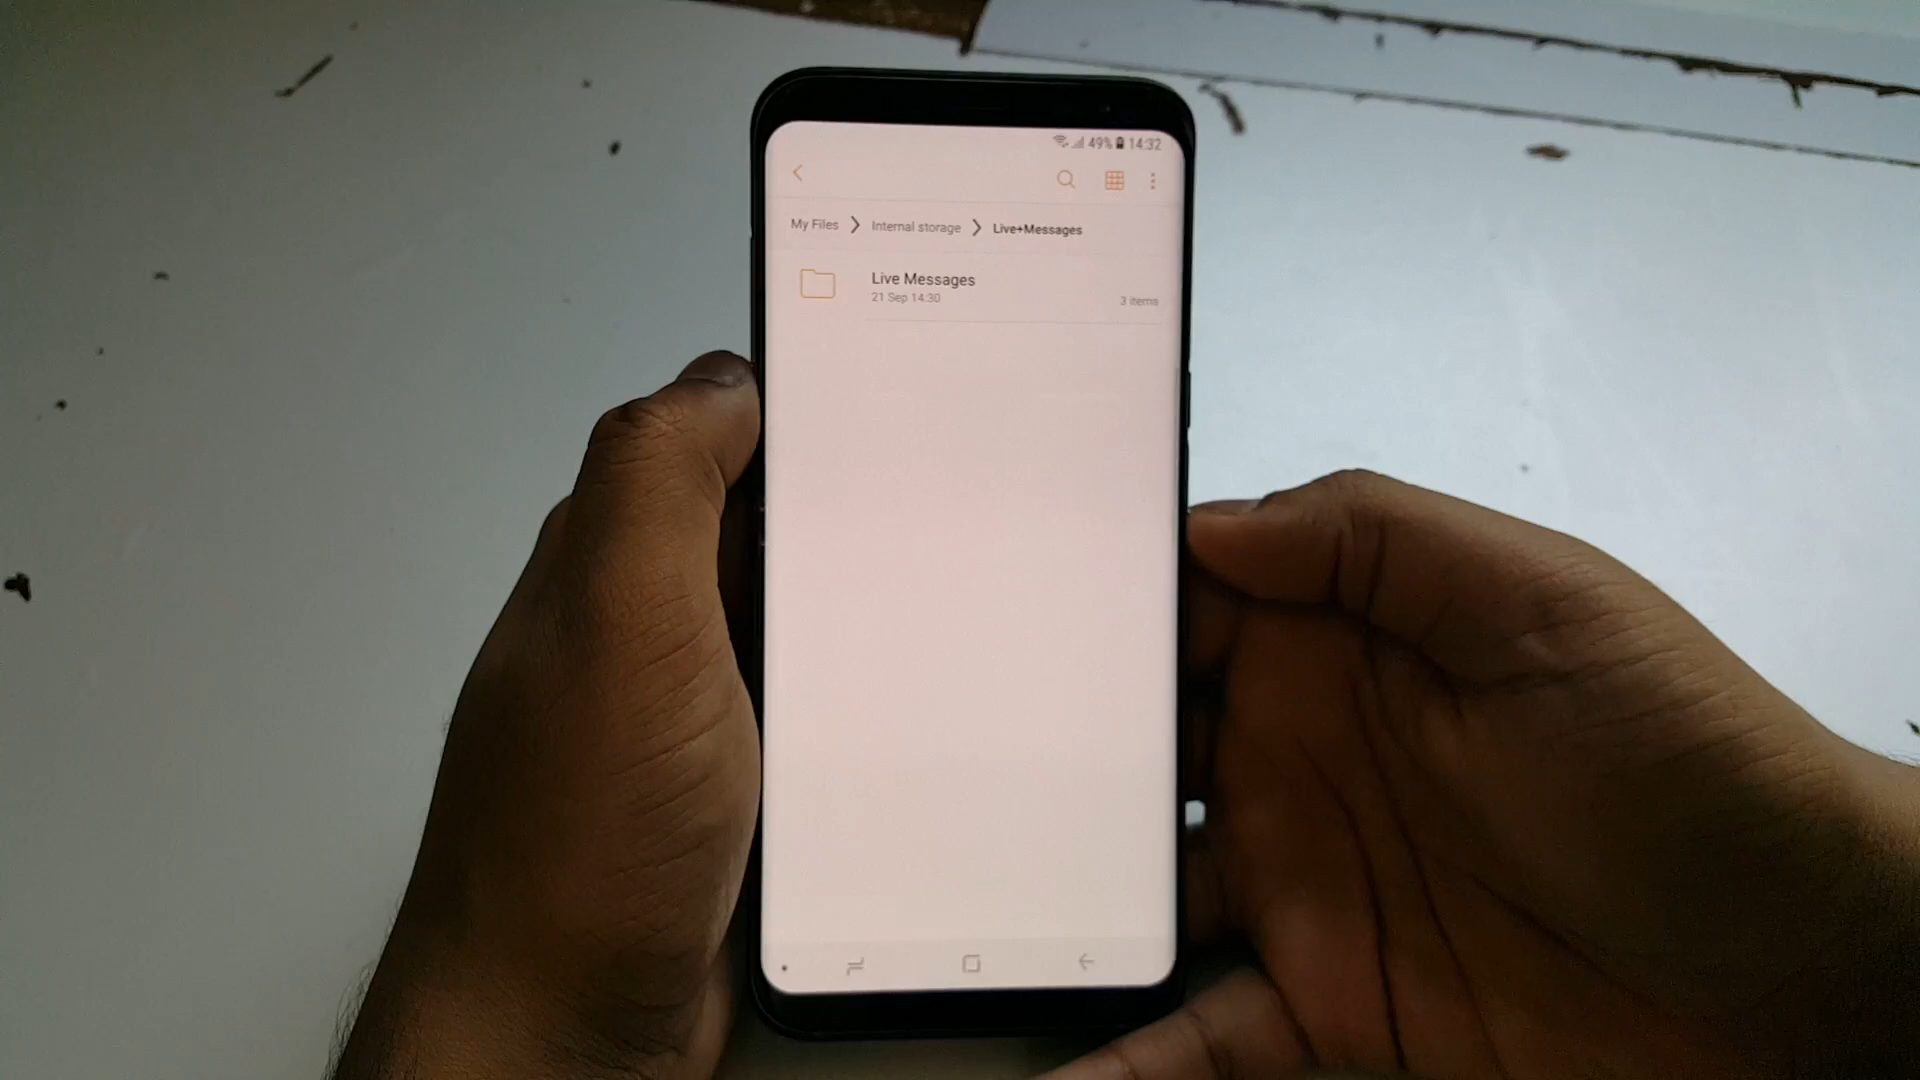 49% 14:32
My Files Internal storage Live+Messages
Live Messages
21 Sep 14:30
3 items